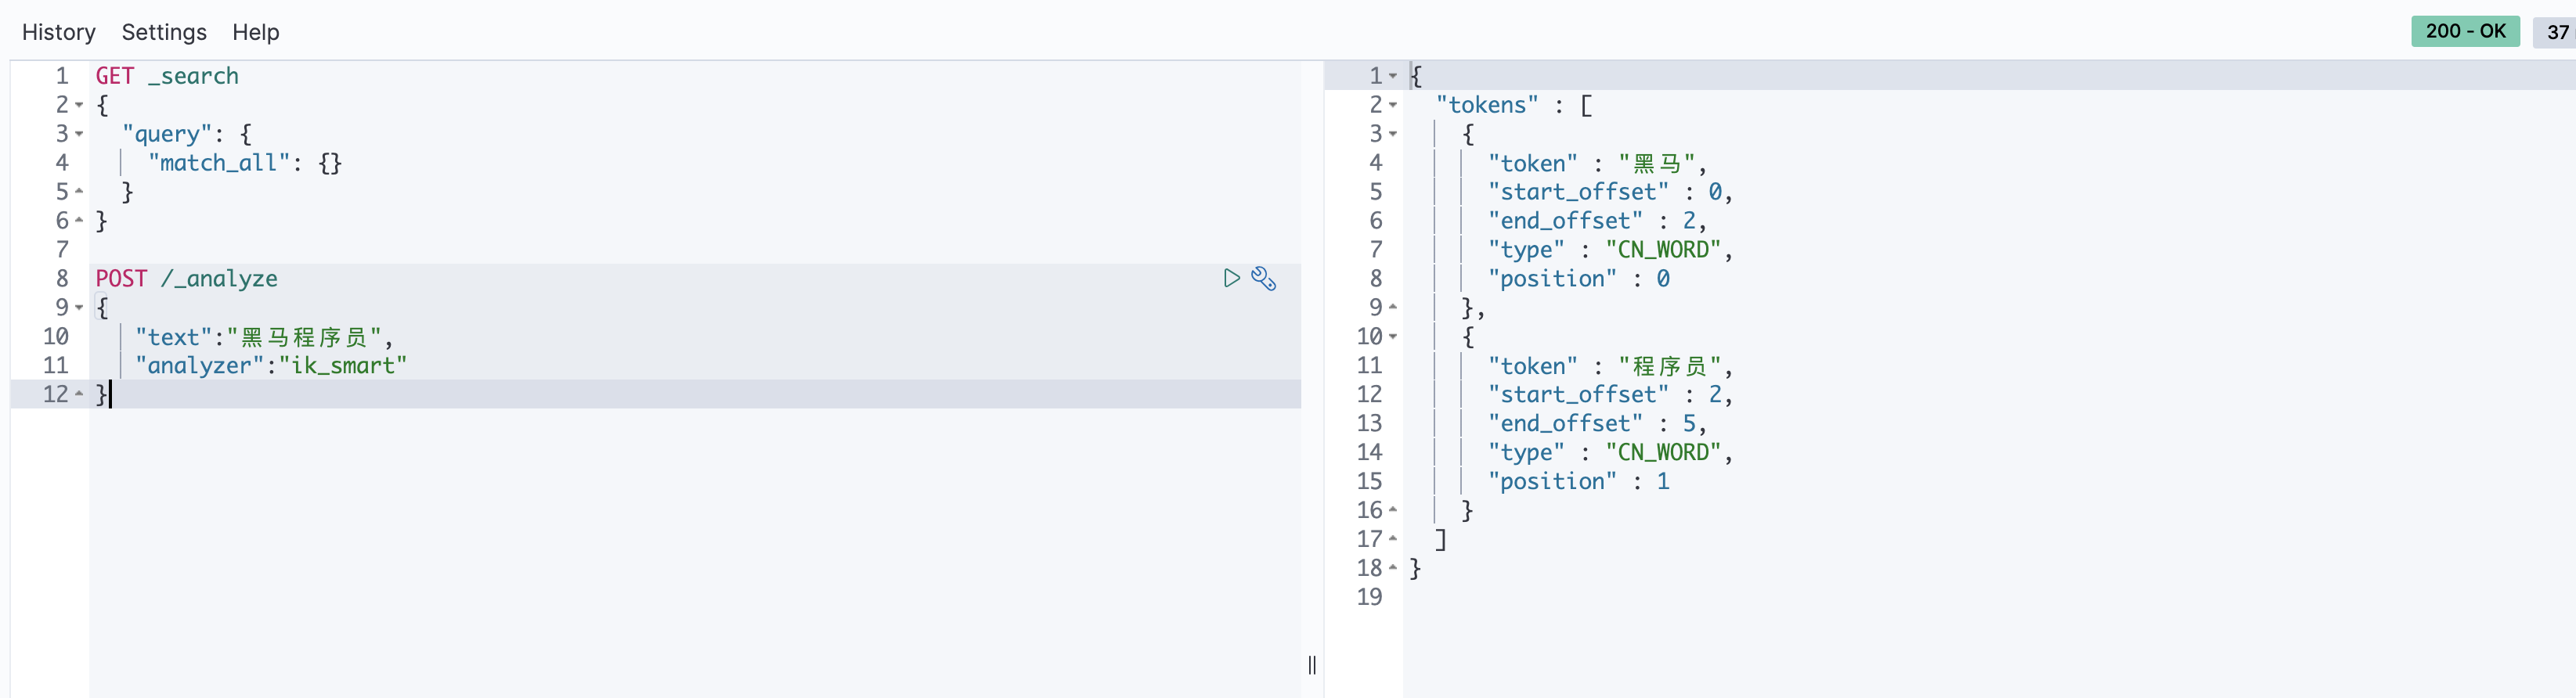 History Settings Help
200 - OK
37
1 GET _search
2 {
3 "query": {
4 "match_all": {}
5 }
6 }
7
8 POST /_analyze
9 {
10 "text":"黑马程序员",
11 "analyzer":"ik_smart"
12 }
1 {
2 "tokens" : [
3 {
4 "token" : "黑马",
5 "start_offset" : 0,
6 "end_offset" : 2,
7 "type" : "CN_WORD",
8 "position" : 0
9 },
10 {
11 "token" : "程序员",
12 "start_offset" : 2,
13 "end_offset" : 5,
14 "type" : "CN_WORD",
15 "position" : 1
16 }
17 ]
18 }
19